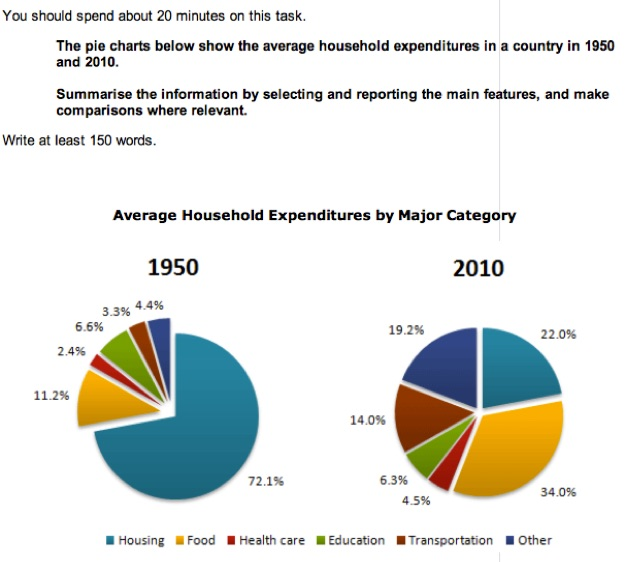 You should spend about 20 minutes on this task.
The pie charts below show the average household expenditures in a country in 1950
and 2010.
Summarise the information by selecting and reporting the main features, and make
comparisons where relevant.
Write at least 150 words.
Average Household Expenditures by Major Category
1950
2010
4.4%
3.3%
6.6%
2.4%
11.2%
72.1%
19.2%
22.0%
14.0%
6.3%
4.5%
34.0%
Housing Food Health care Education Transportation Other